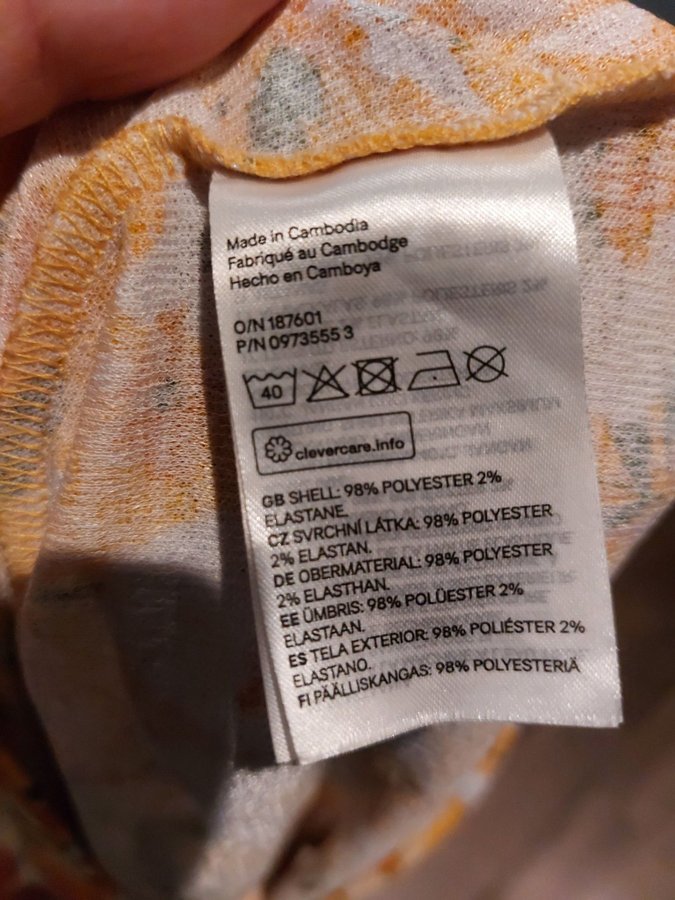 Made in Cambodia
Fabriqué au Cambodge
Hecho en Camboya
O/N 187601
P/N 0973555 3
40
clevercare.info
GB SHELL: 98% POLYESTER 2%
ELASTANE.
CZ SVRCHNÍ LÁTKA: 98% POLYESTER
2% ELASTAN.
DE OBERMATERIAL: 98% POLYESTER
2% ELASTHAN.
EE ÜMBRIS: 98% POLÜESTER 2%
ELASTAAN.
ES TELA EXTERIOR: 98% POLIÉSTER 2%
ELASTANO.
FI PÄÄLLISKANGAS: 98% POLYESTERIÄ